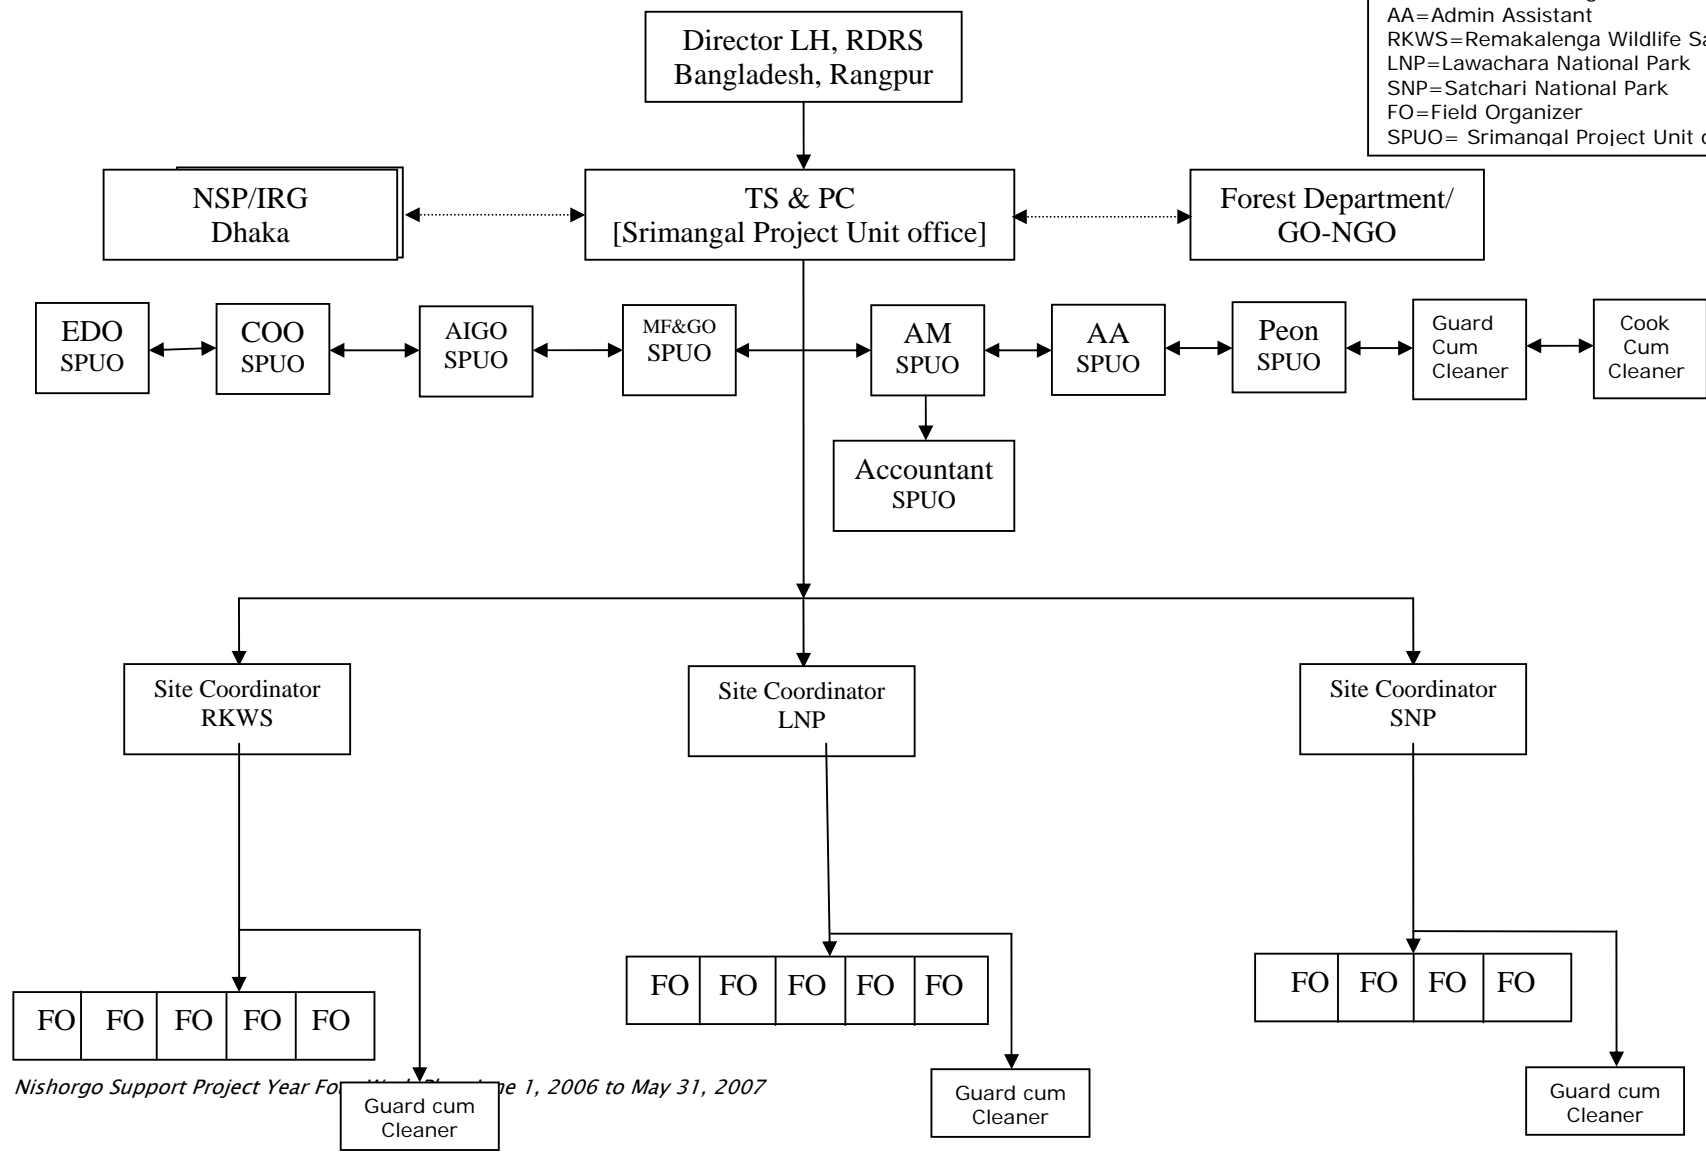 AA=Admin Assistant
RKWS=Remakalenga Wildlife
LNP=Lawachara National Park
SNP=Satchari National Park
FO=Field Organizer
SPUO= Srimangal Project Unit
Director LH, RDRS
Bangladesh, Rangpur
NSP/IRG
Dhaka
TS & PC
[Srimangal Project Unit office]
Forest Department/
GO-NGO
EDO
SPUO
COO
SPUO
AIGO
SPUO
MF&GO
SPUO
AM
SPUO
AA
SPUO
Peon
SPUO
Guard
Cum
Cleaner
Cook
Cum
Cleaner
Accountant
SPUO
Site Coordinator
RKWS
Site Coordinator
LNP
Site Coordinator
SNP
FO FO FO FO FO
FO FO FO FO FO
FO FO FO FO
Nishorgo Support Project Year 1, 2006 to May 31, 2007
Guard cum
Cleaner
Guard cum
Cleaner
Guard cum
Cleaner